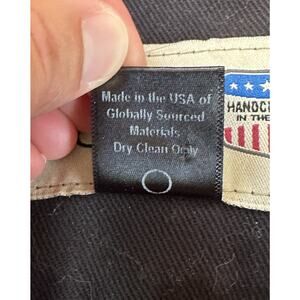 Made in the USA of
Globally Sourced
Materials
Dry Clean Only
HANDC
IN THE